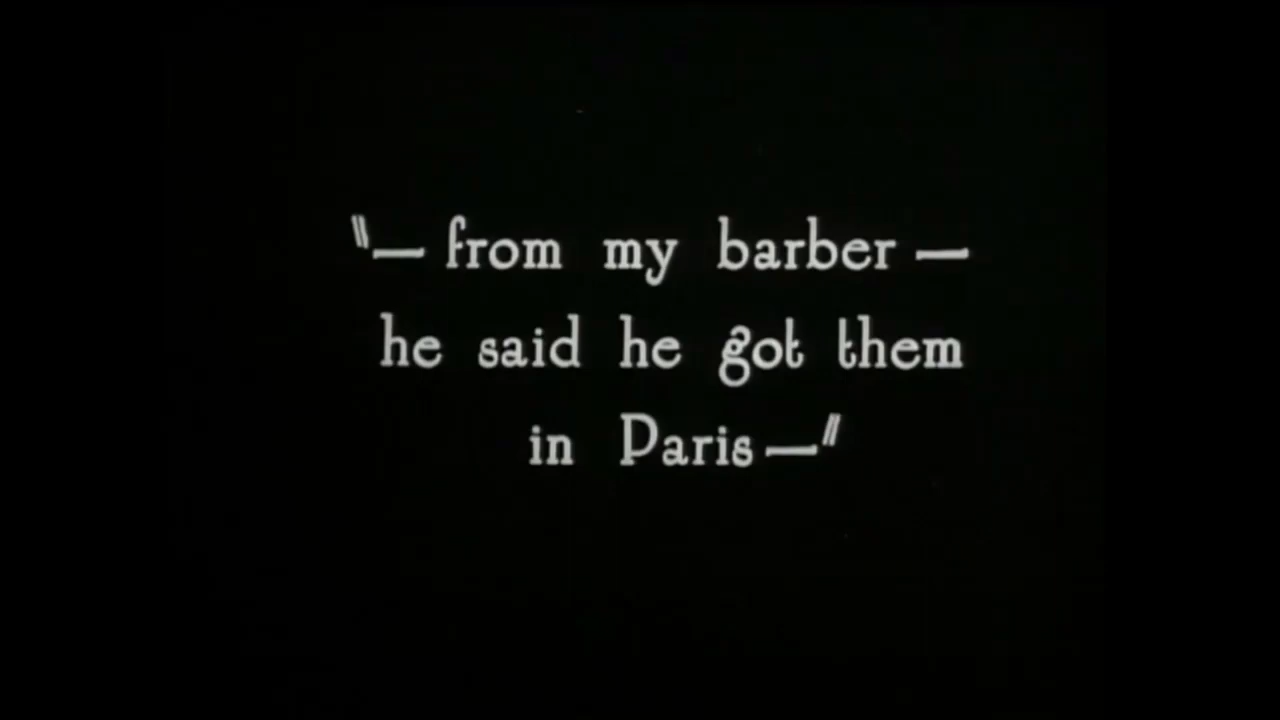 "— from my barber —
he said he got them
in Paris —"